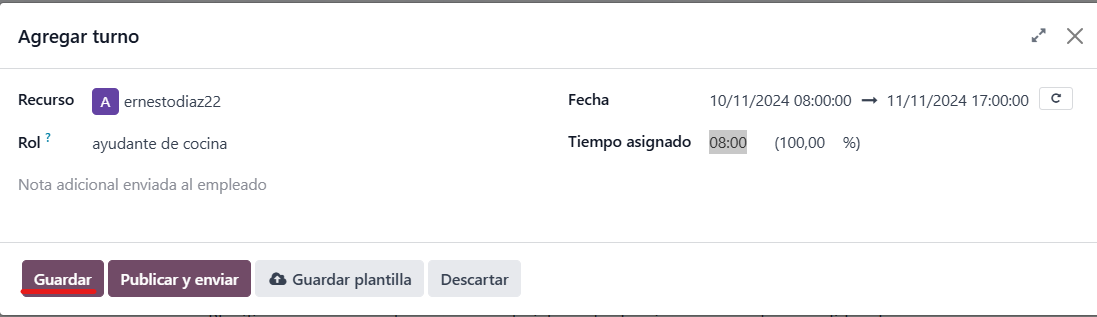 Agregar turno
Recurso A ernestodiaz22
Fecha 10/11/2024 08:00:00 → 11/11/2024 17:00:00
Rol ? ayudante de cocina
Tiempo asignado 08:00 (100,00 %)
Nota adicional enviada al empleado
Guardar Publicar y enviar Guardar plantilla Descartar